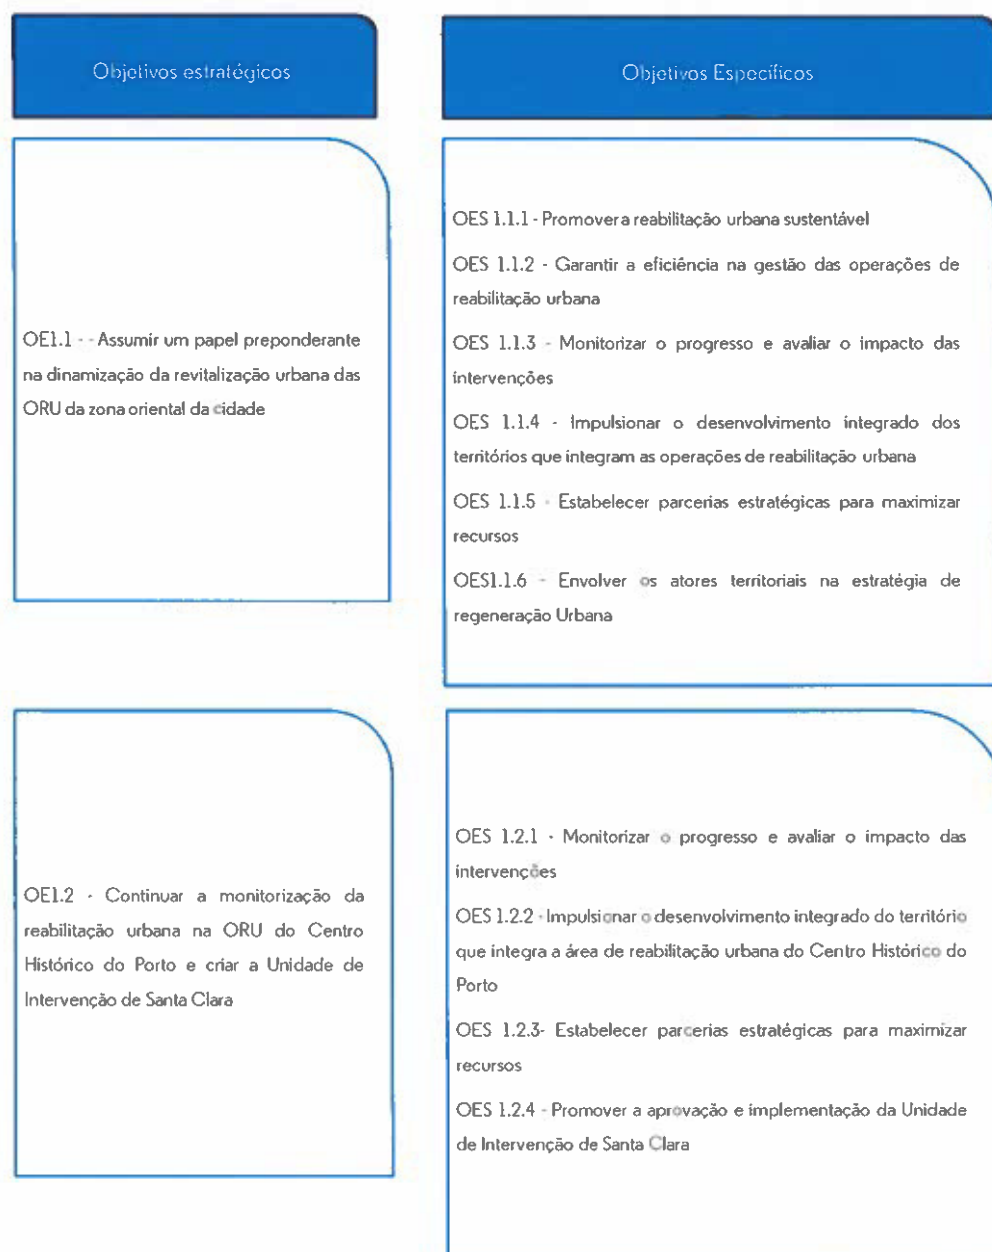 Objetivos estratégicos
Objetivos Específicos
OE1.1 - - Assumir um papel preponderante
na dinamização da revitalização urbana das
ORU da zona oriental da cidade
OES 1.1.1 - Promover a reabilitação urbana sustentável
OES 1.1.2 - Garantir a eficiência na gestão das operações de
reabilitação urbana
OES 1.1.3 - Monitorizar o progresso e avaliar o impacto das
intervenções
OES 1.1.4 - Impulsionar o desenvolvimento integrado dos
territórios que integram as operações de reabilitação urbana
OES 1.1.5 - Estabelecer parcerias estratégicas para maximizar
recursos
OES1.1.6 - Envolver os atores territoriais na estratégia de
regeneração Urbana
OE1.2 - Continuar a monitorização da
reabilitação urbana na ORU do Centro
Histórico do Porto e criar a Unidade de
Intervenção de Santa Clara
OES 1.2.1 - Monitorizar o progresso e avaliar o impacto das
intervenções
OES 1.2.2 - Impulsionar o desenvolvimento integrado do território
que integra a área de reabilitação urbana do Centro Histórico do
Porto
OES 1.2.3- Estabelecer parcerias estratégicas para maximizar
recursos
OES 1.2.4 - Promover a aprovação e implementação da Unidade
de Intervenção de Santa Clara